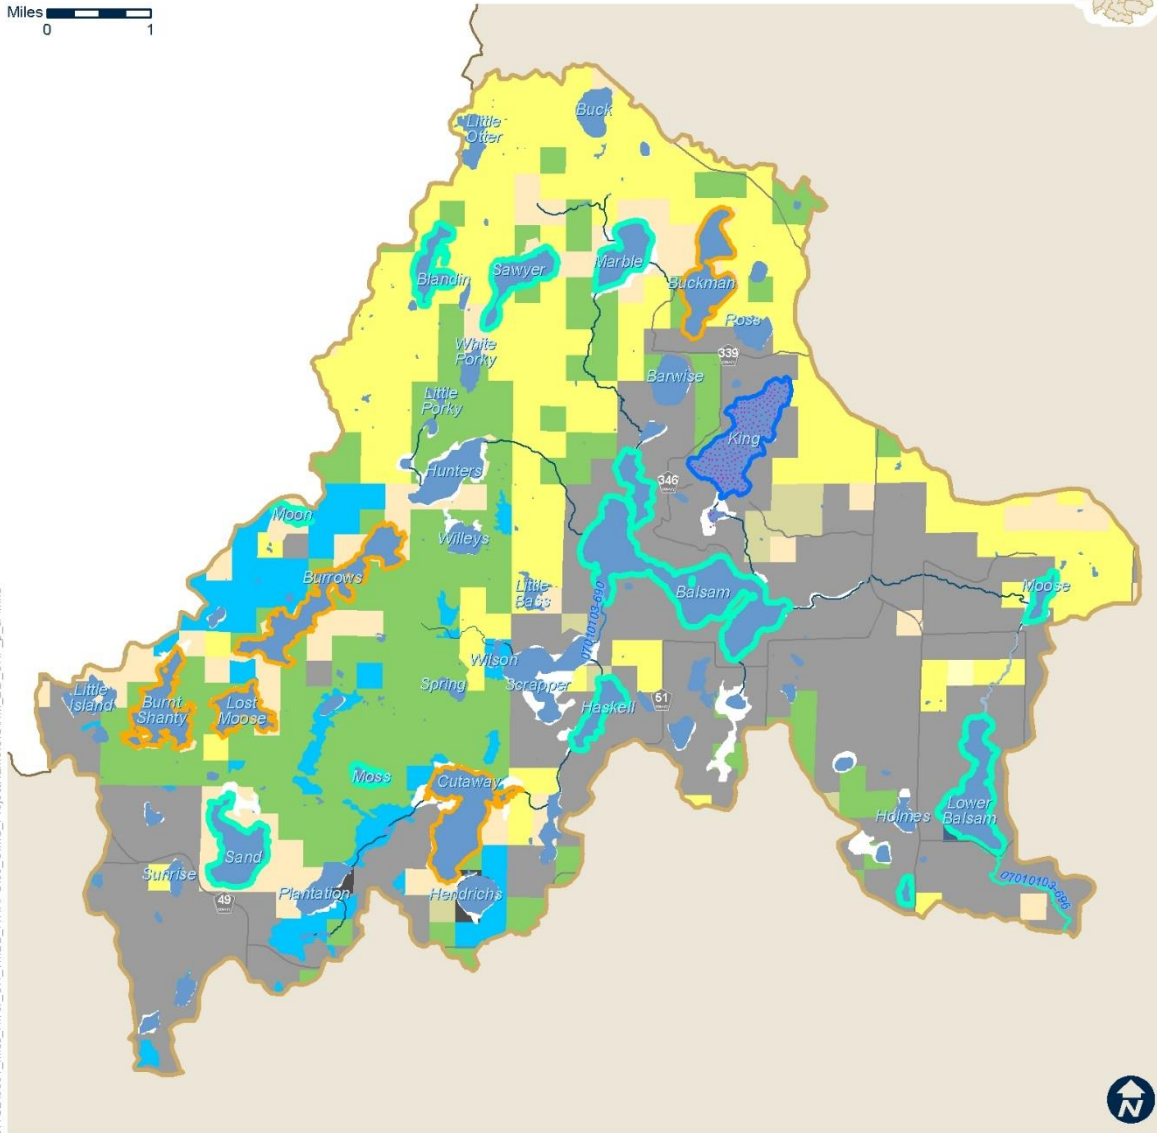 Miles
0 1
Buck
Little
Otter
Blandin
Sawyer
Marble
Buckman
Ross
White
Porky
339
Barwise
Little
Porky
King
Hunters
346
Moon
Willeys
Burrows
Little
Bass
Balsam
Moose
07010103-690
Wilson
Spring
Scrapper
Little
Island
Burnt
Shanty
Lost
Moose
Haskell
51
Moss
Cutaway
Lower
Balsam
Holmes
Sand
Sunrise
Plantation
Hendrichs
49
07010103-696
N